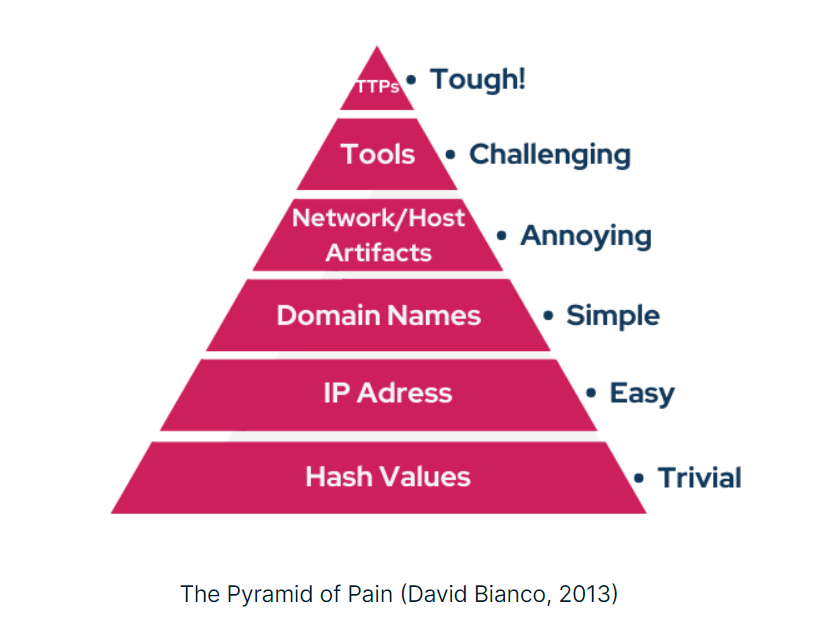 TTPs • Tough!
Tools • Challenging
Network/Host
Artifacts
• Annoying
Domain Names • Simple
IP Adress • Easy
Hash Values • Trivial
The Pyramid of Pain (David Bianco, 2013)